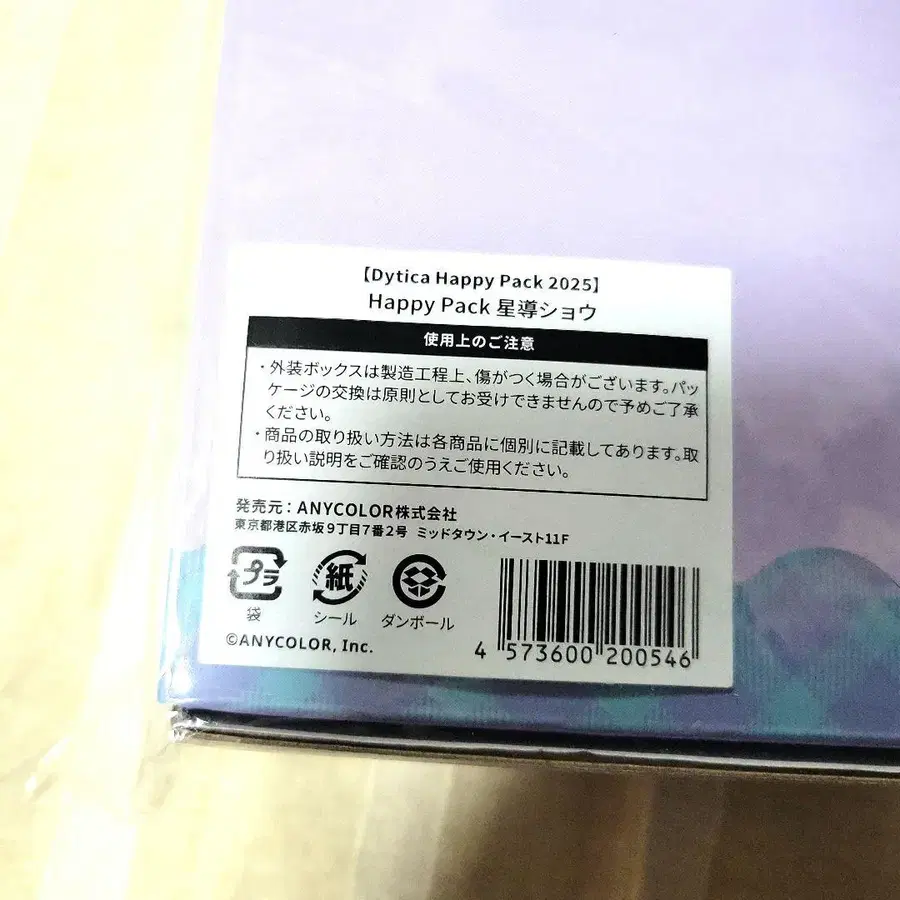 【Dytica Happy Pack 2025】
Happy Pack 星導ショウ
使用上のご注意
・外装ボックスは製造工程上、傷がつく場合がございます。パッ
ケージの交換は原則としてお受けできませんので予めご了承
ください。
・商品の取り扱い方法は各商品に個別に記載してあります。取
り扱い説明をご確認のうえご使用ください。
発売元：ANYCOLOR株式会社
東京都港区赤坂9丁目7番2号 ミッドタウン・イースト11F
プラ
紙
袋
シール
ダンボール
©ANYCOLOR, Inc.
4 573600 200546